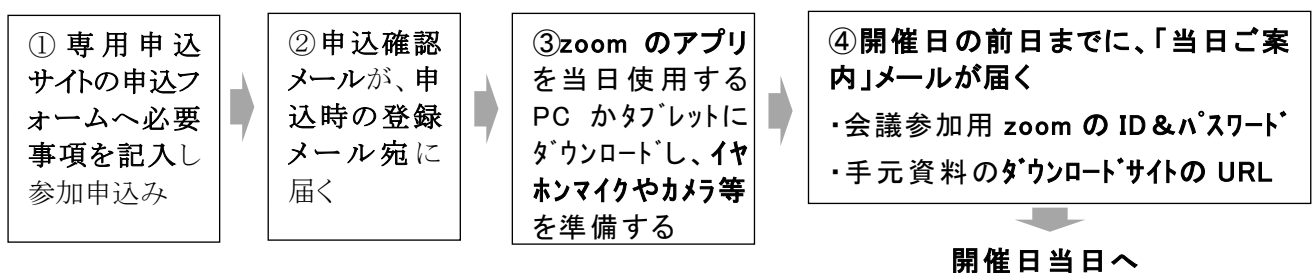 ①専用申込
サイトの申込フ
ォームへ必要
事項を記入し
参加申込み
②申込確認
メールが、申
込時の登録
メール宛に
届く
③zoom のアプリ
を当日使用する
PC かタブレットに
ダウンロードし、イヤ
ホンマイクやカメラ等
を準備する
④開催日の前日までに、「当日ご案
内」メールが届く
・会議参加用 zoom の ID＆パスワード
・手元資料のダウンロードサイトの URL
開催日当日へ